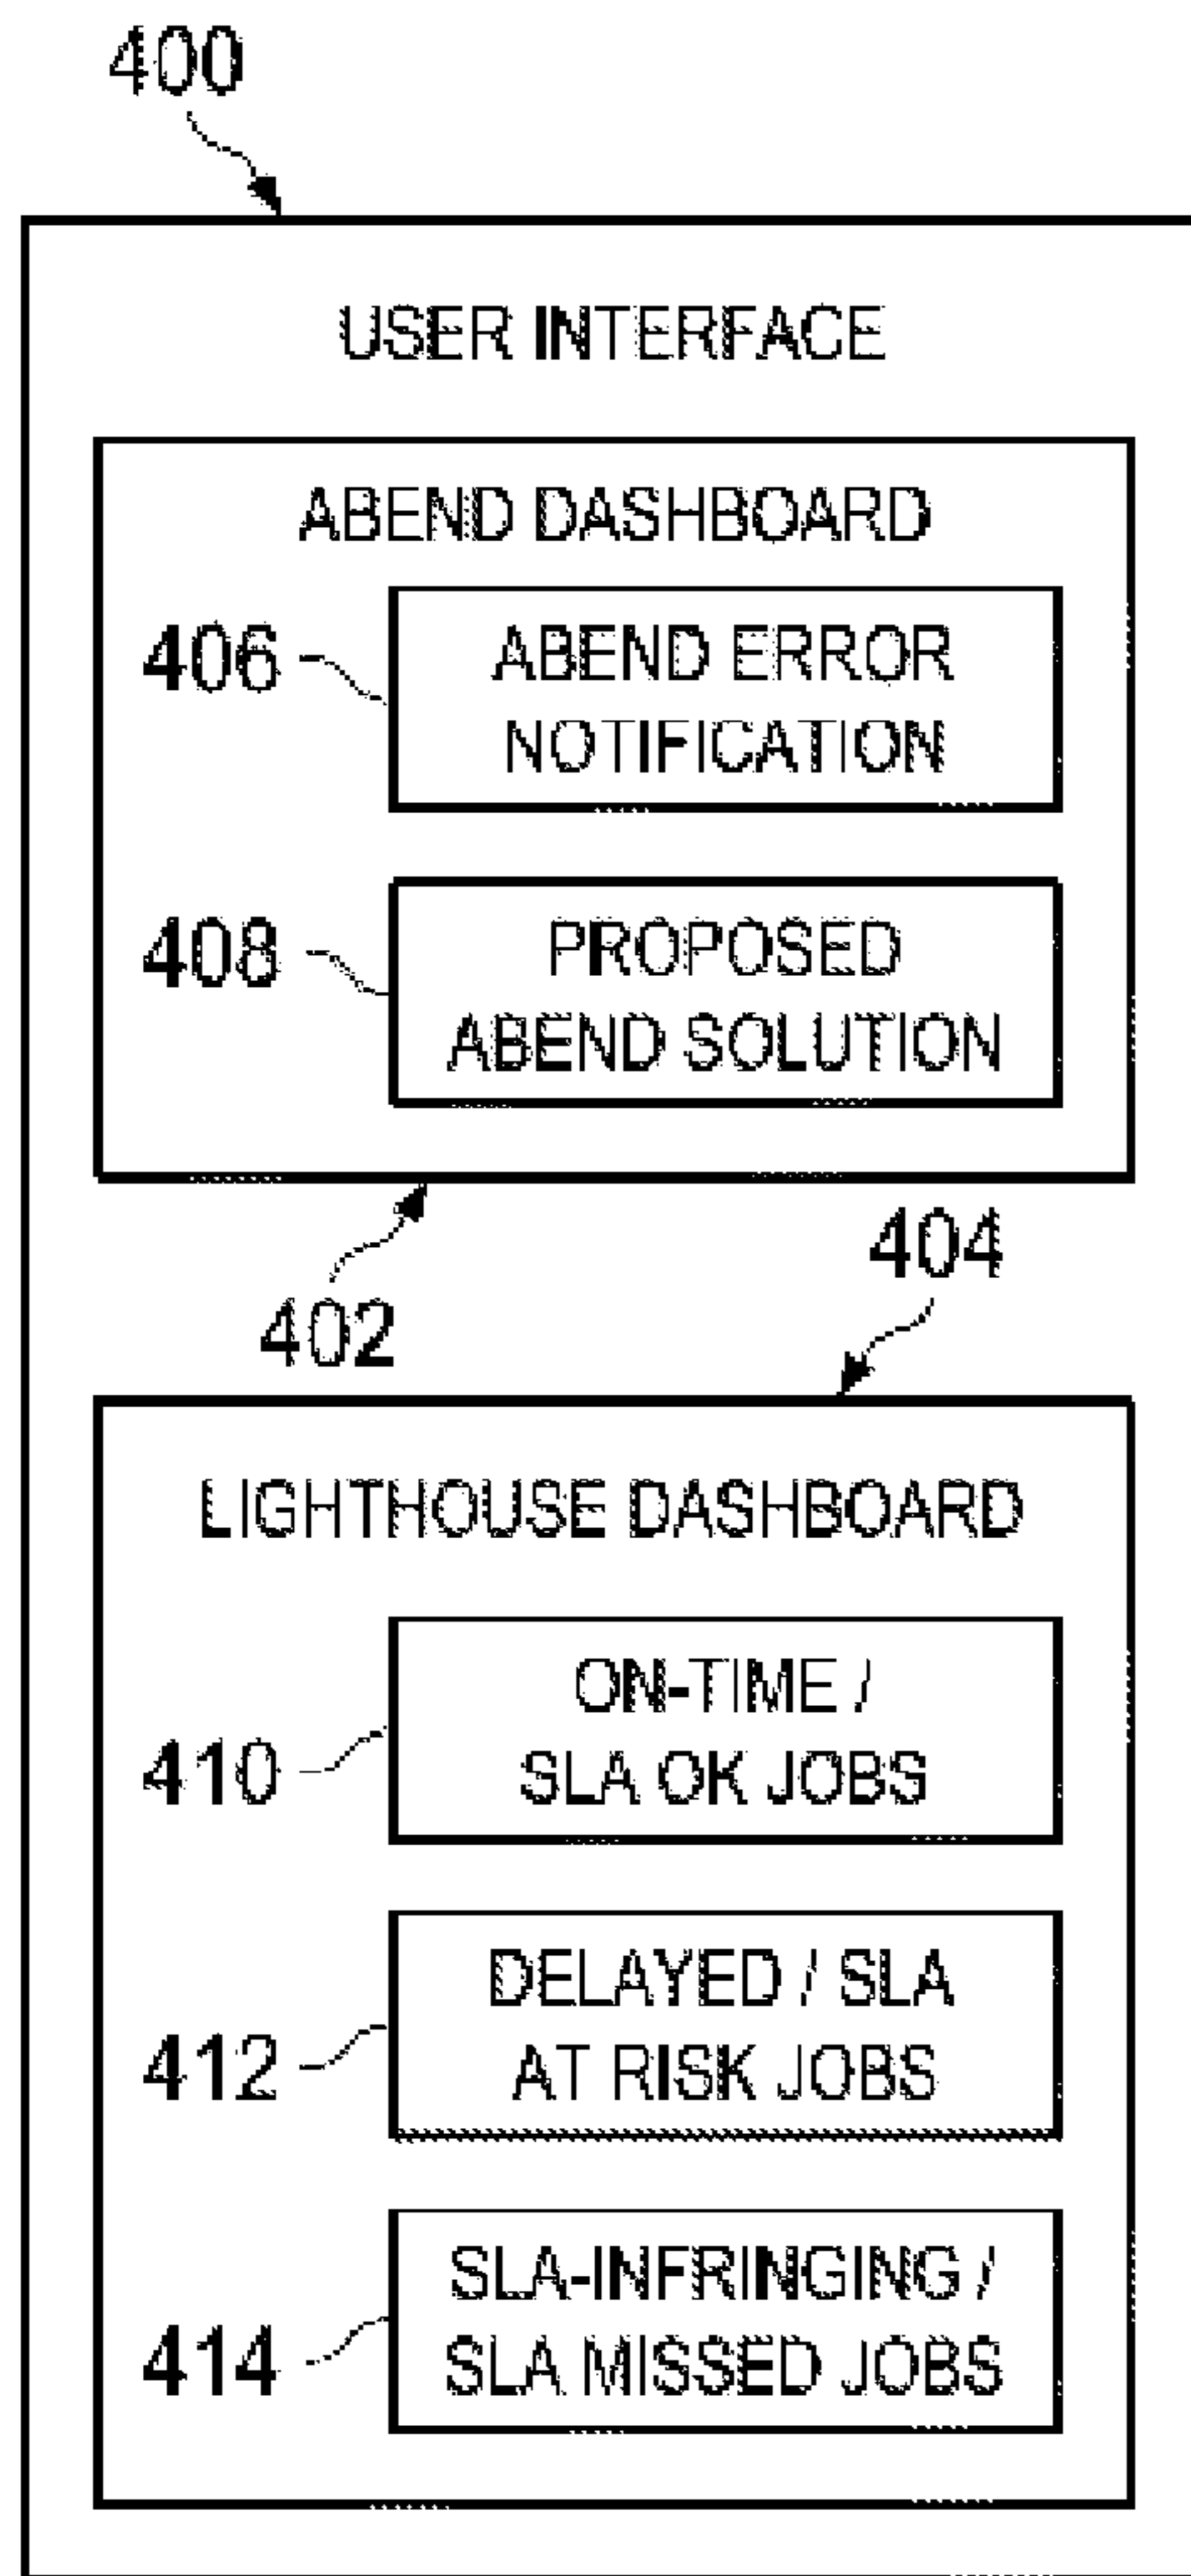 400
USER INTERFACE
ABEND DASHBOARD
406
ABEND ERROR
NOTIFICATION
408
PROPOSED
ABEND SOLUTION
402
404
LIGHTHOUSE DASHBOARD
410
ON-TIME /
SLA OK JOBS
412
DELAYED / SLA
AT RISK JOBS
414
SLA-INFRINGING /
SLA MISSED JOBS